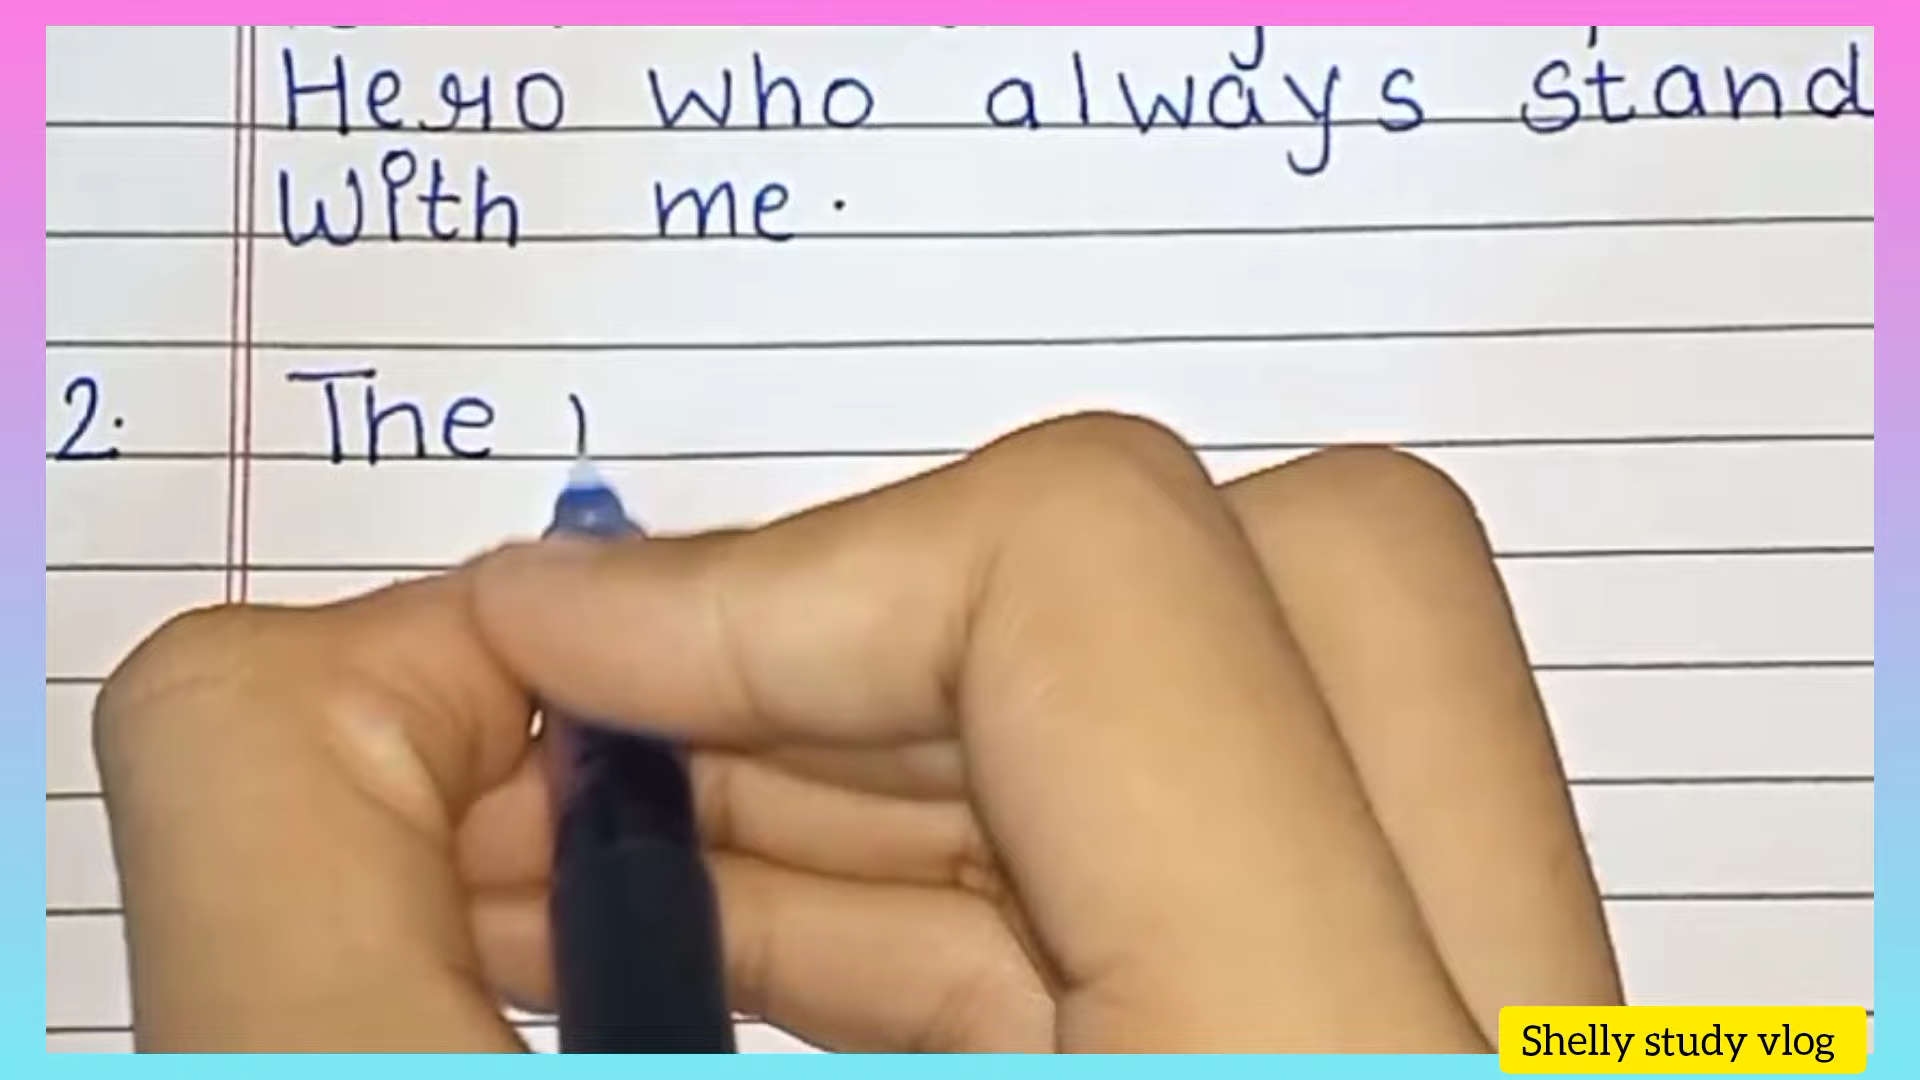 Hero who always stand
With me.
2. The
Shelly study vlog